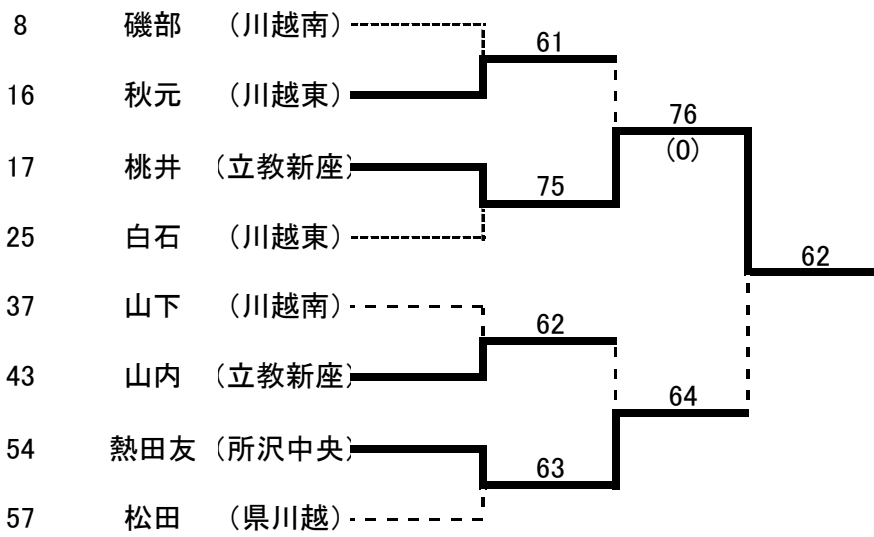 8 磯部 (川越南)
61
16 秋元 (川越東)
76
(0)
17 桃井 (立教新座)
75
25 白石 (川越東)
62
37 山下 (川越南)
62
43 山内 (立教新座)
64
54 熱田友 (所沢中央)
63
57 松田 (県川越)